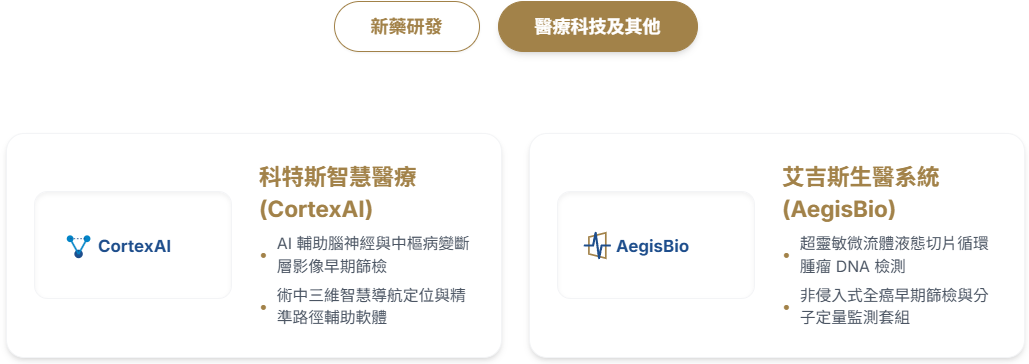 新藥研發
醫療科技及其他
CortexAI
科特斯智慧醫療
(CortexAI)
• AI 輔助腦神經與中樞病變斷
層影像早期篩檢
• 術中三維智慧導航定位與精
準路徑輔助軟體
AegisBio
艾吉斯生醫系統
(AegisBio)
• 超靈敏微流體液態切片循環
腫瘤 DNA 檢測
• 非侵入式全癌早期篩檢與分
子定量監測套組